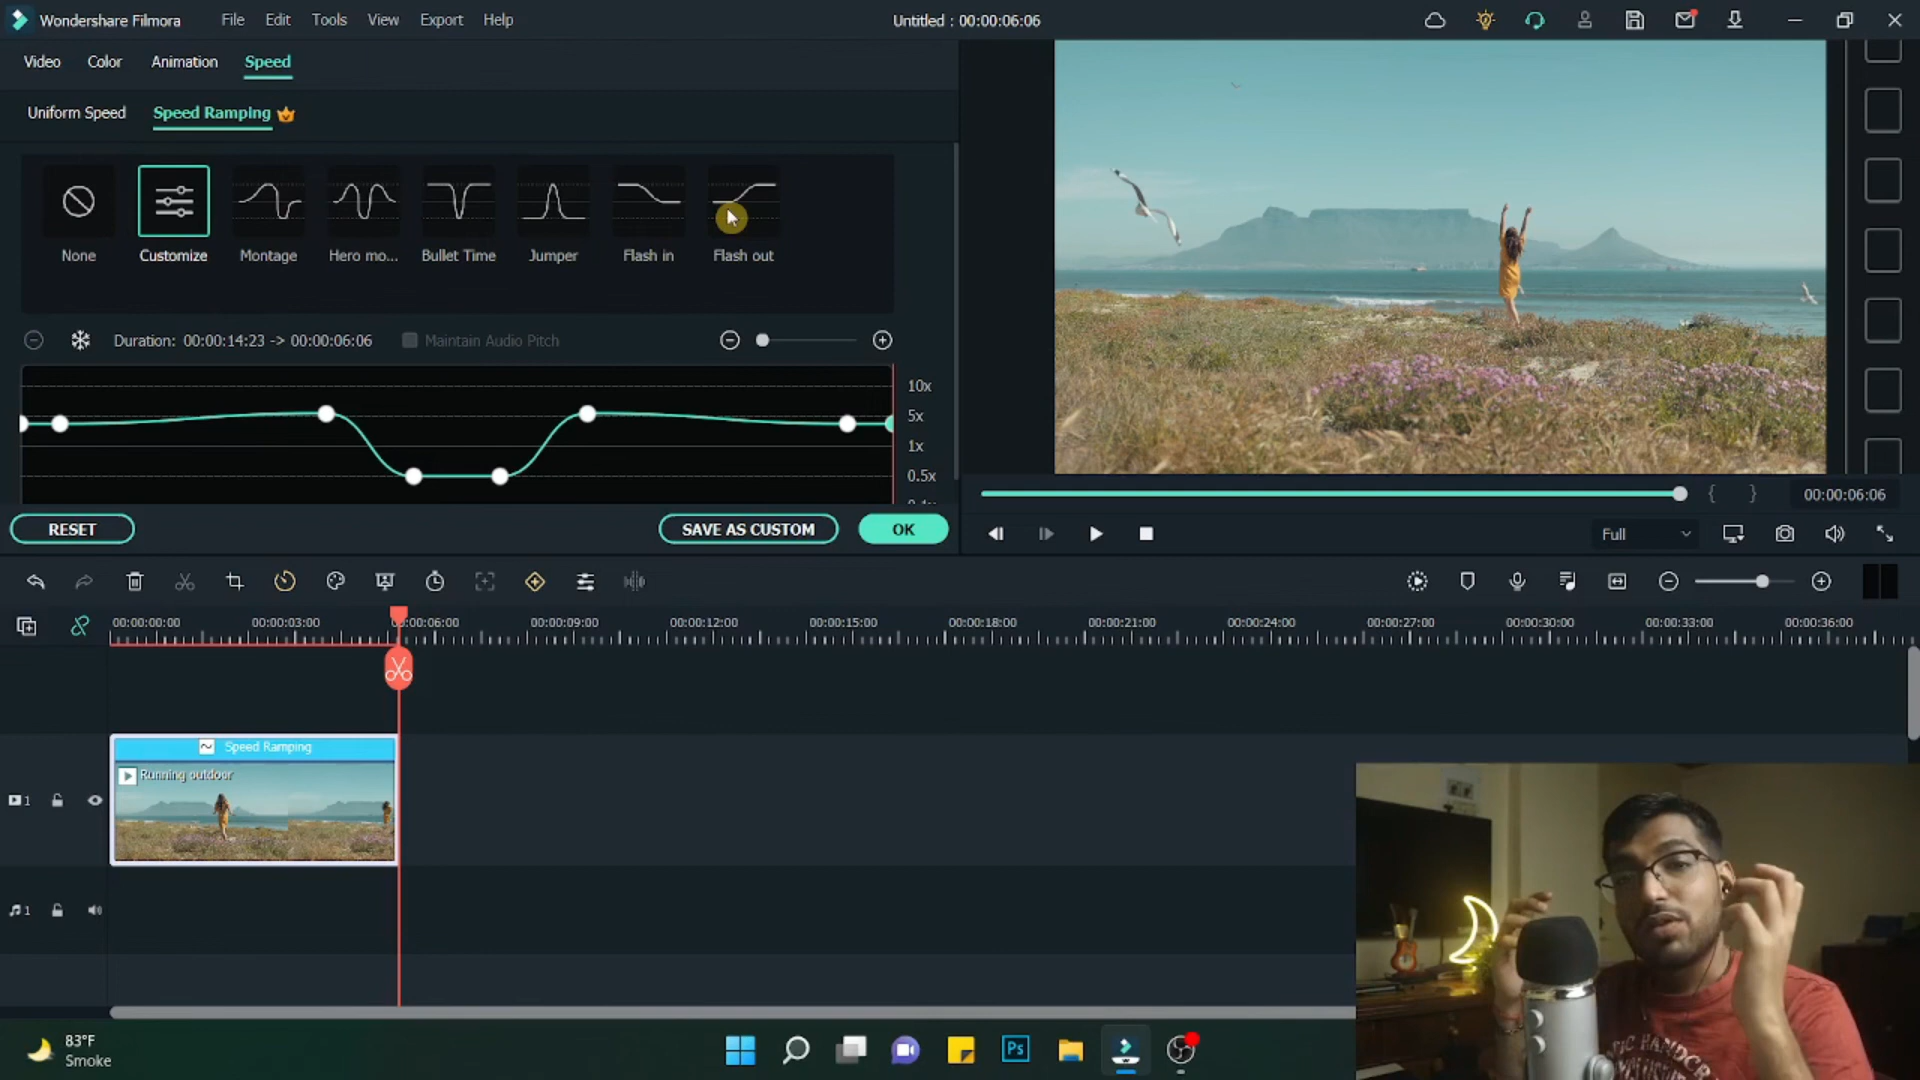 Wondershare Filmora File Edit Tools View Export Help Untitled : 00:00:06:06
Video Color Animation Speed
Uniform Speed Speed Ramping
None Customize Montage Hero mo... Bullet Time Jumper Flash in Flash out
Duration: 00:00:14:23 -> 00:00:06:06 Maintain Audio Pitch
10x
5x
1x
0.5x
00:00:06:06
RESET SAVE AS CUSTOM OK
Full
00:00:00:00 00:00:03:00 00:00:06:00 00:00:09:00 00:00:12:00 00:00:15:00 00:00:18:00 00:00:21:00 00:00:24:00 00:00:27:00 00:00:30:00 00:00:33:00 00:00:36:00
Speed Ramping
Running outdoor
1
1
83°F
Smoke
Ps